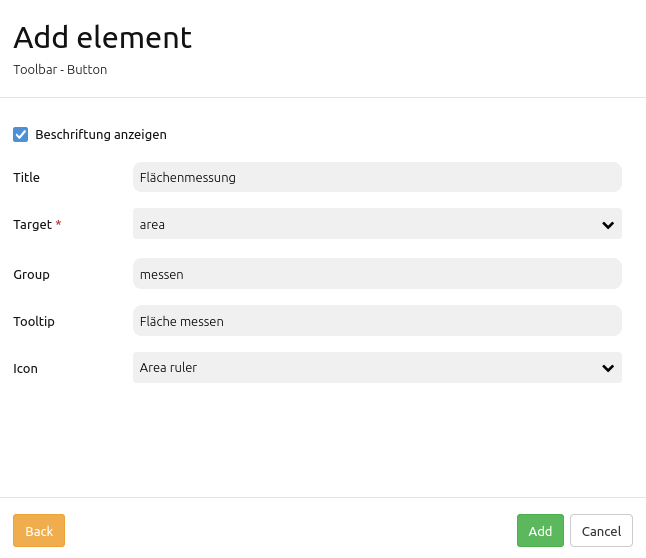 Add element
Toolbar - Button
Beschriftung anzeigen
Title Flächenmessung
Target * area
Group messen
Tooltip Fläche messen
Icon Area ruler
Back Add Cancel